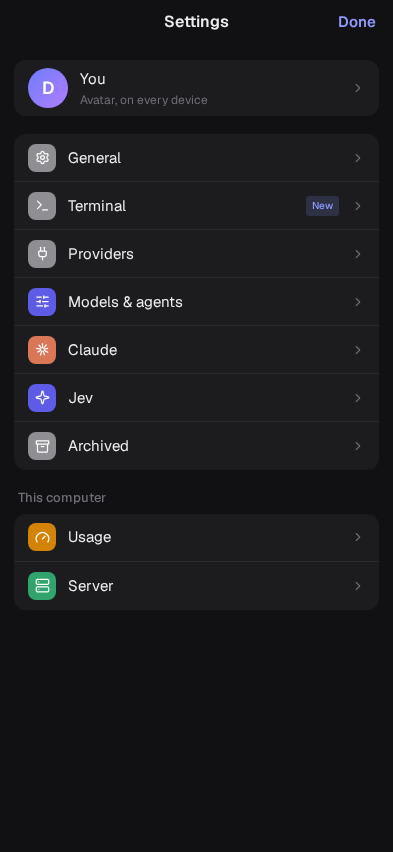 Settings
Done
D
You
Avatar, on every device
General
Terminal
New
Providers
Models & agents
Claude
Jev
Archived
This computer
Usage
Server